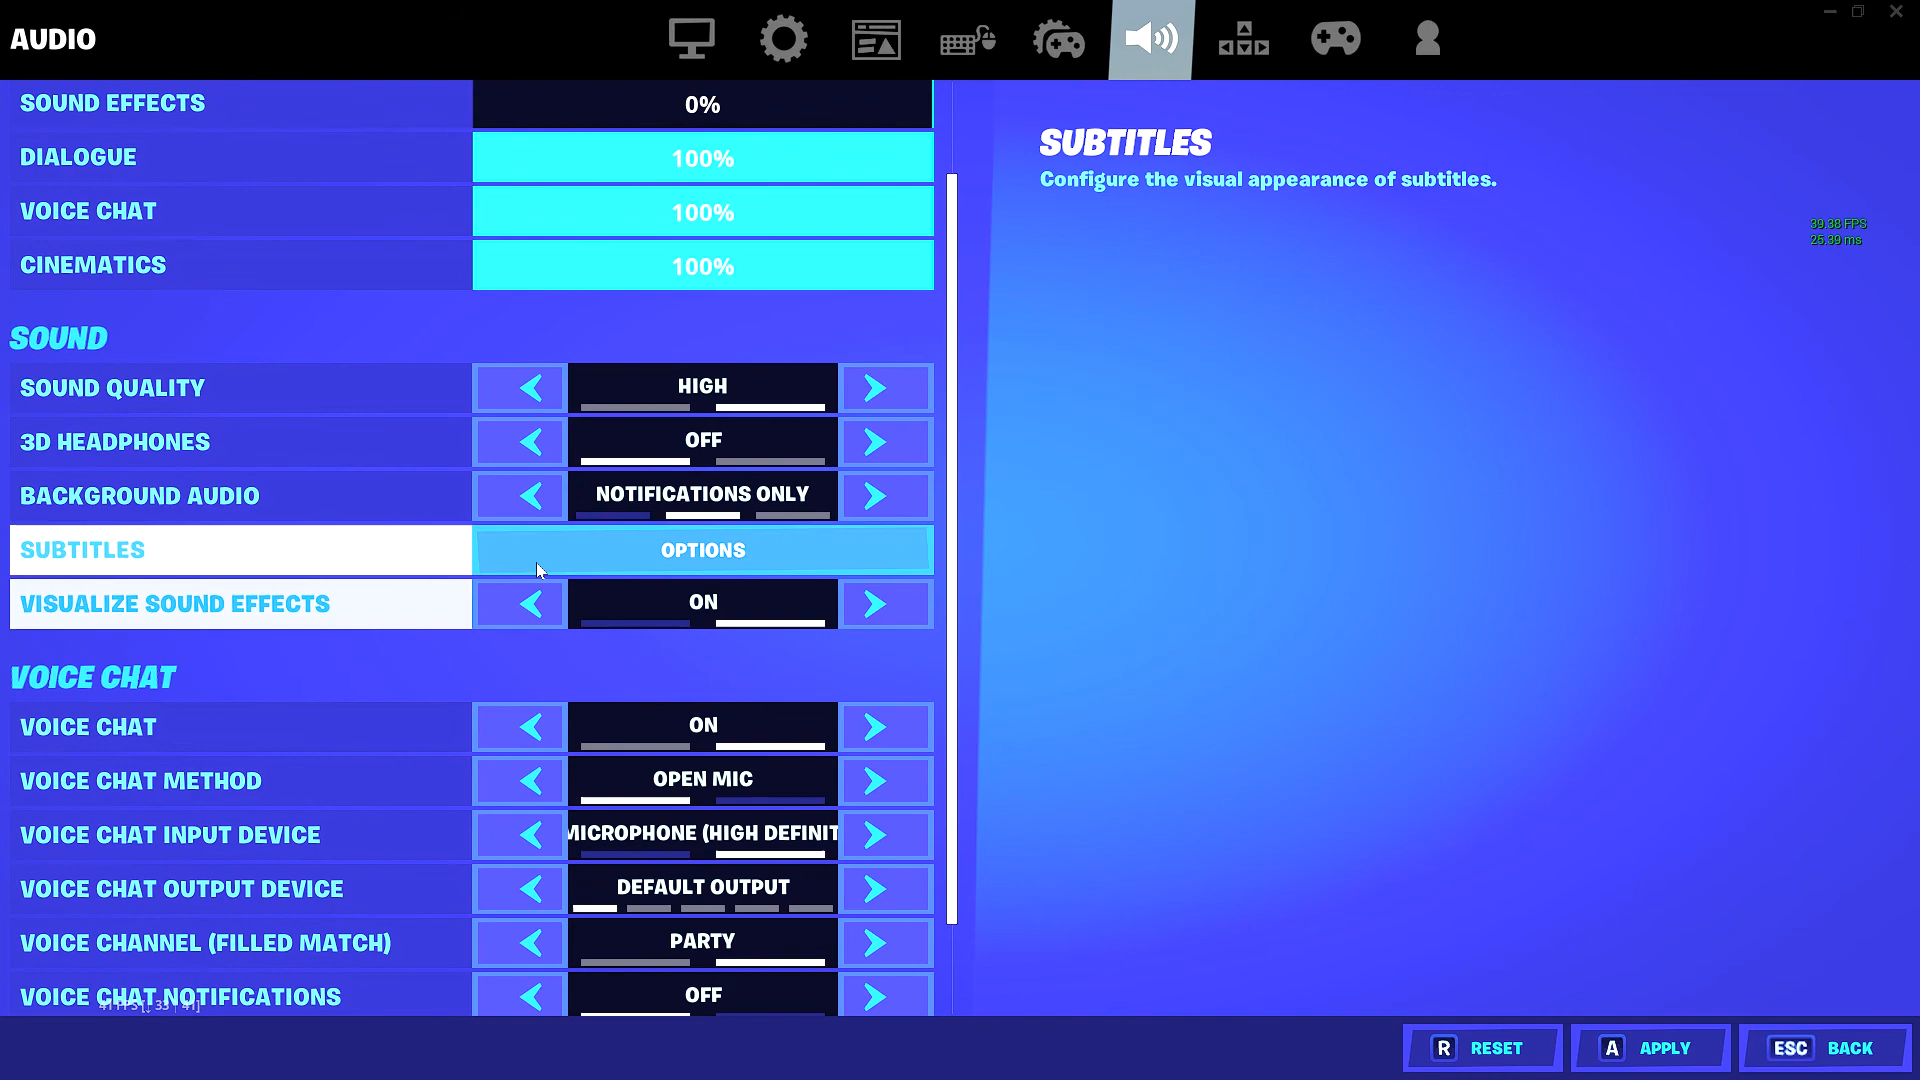 AUDIO
SOUND EFFECTS
0%
DIALOGUE
100%
VOICE CHAT
100%
CINEMATICS
100%
SOUND
SOUND QUALITY
HIGH
3D HEADPHONES
OFF
BACKGROUND AUDIO
NOTIFICATIONS ONLY
SUBTITLES
OPTIONS
VISUALIZE SOUND EFFECTS
ON
VOICE CHAT
VOICE CHAT
ON
VOICE CHAT METHOD
OPEN MIC
VOICE CHAT INPUT DEVICE
MICROPHONE (HIGH DEFINIT
VOICE CHAT OUTPUT DEVICE
DEFAULT OUTPUT
VOICE CHANNEL (FILLED MATCH)
PARTY
VOICE CHAT NOTIFICATIONS
OFF
SUBTITLES
Configure the visual appearance of subtitles.
39.38 FPS
25.39 ms
R RESET
A APPLY
ESC BACK